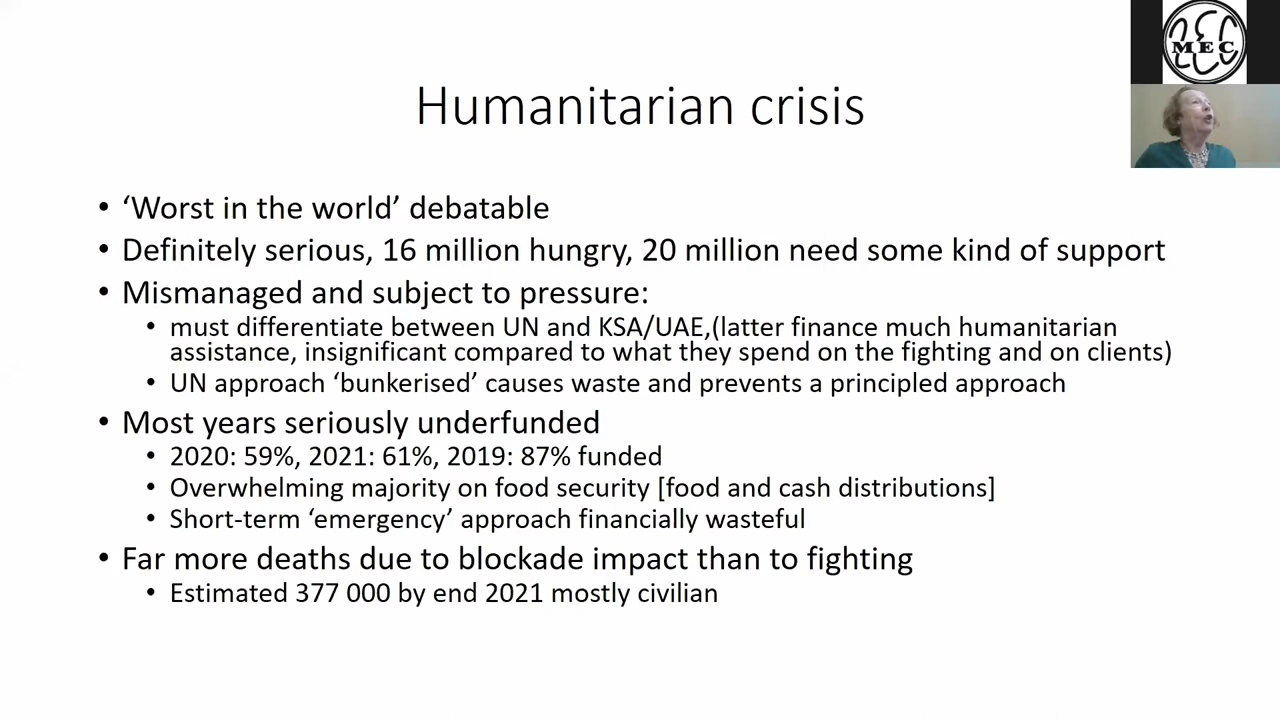 MEC
Humanitarian crisis
• ‘Worst in the world’ debatable
• Definitely serious, 16 million hungry, 20 million need some kind of support
• Mismanaged and subject to pressure:
• must differentiate between UN and KSA/UAE,(latter finance much humanitarian
assistance, insignificant compared to what they spend on the fighting and on clients)
• UN approach ‘bunkerised’ causes waste and prevents a principled approach
• Most years seriously underfunded
• 2020: 59%, 2021: 61%, 2019: 87% funded
• Overwhelming majority on food security [food and cash distributions]
• Short-term ‘emergency’ approach financially wasteful
• Far more deaths due to blockade impact than to fighting
• Estimated 377 000 by end 2021 mostly civilian